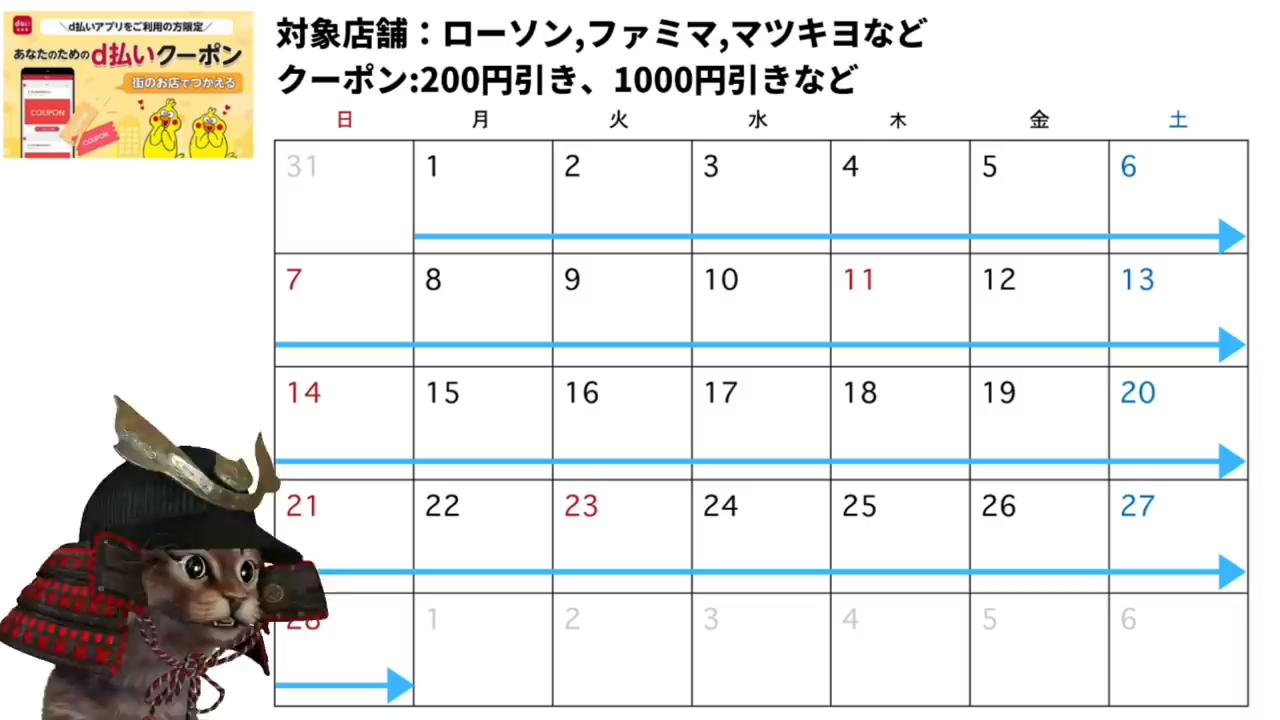 d払い
＼d払いアプリをご利用の方限定／
あなたのためのd払いクーポン
街のお店でつかえる
COUPON
COUPON
対象店舗：ローソン,ファミマ,マツキヨなど
クーポン:200円引き、1000円引きなど
日 月 火 水 木 金 土
31 1 2 3 4 5 6
7 8 9 10 11 12 13
14 15 16 17 18 19 20
21 22 23 24 25 26 27
28 1 2 3 4 5 6